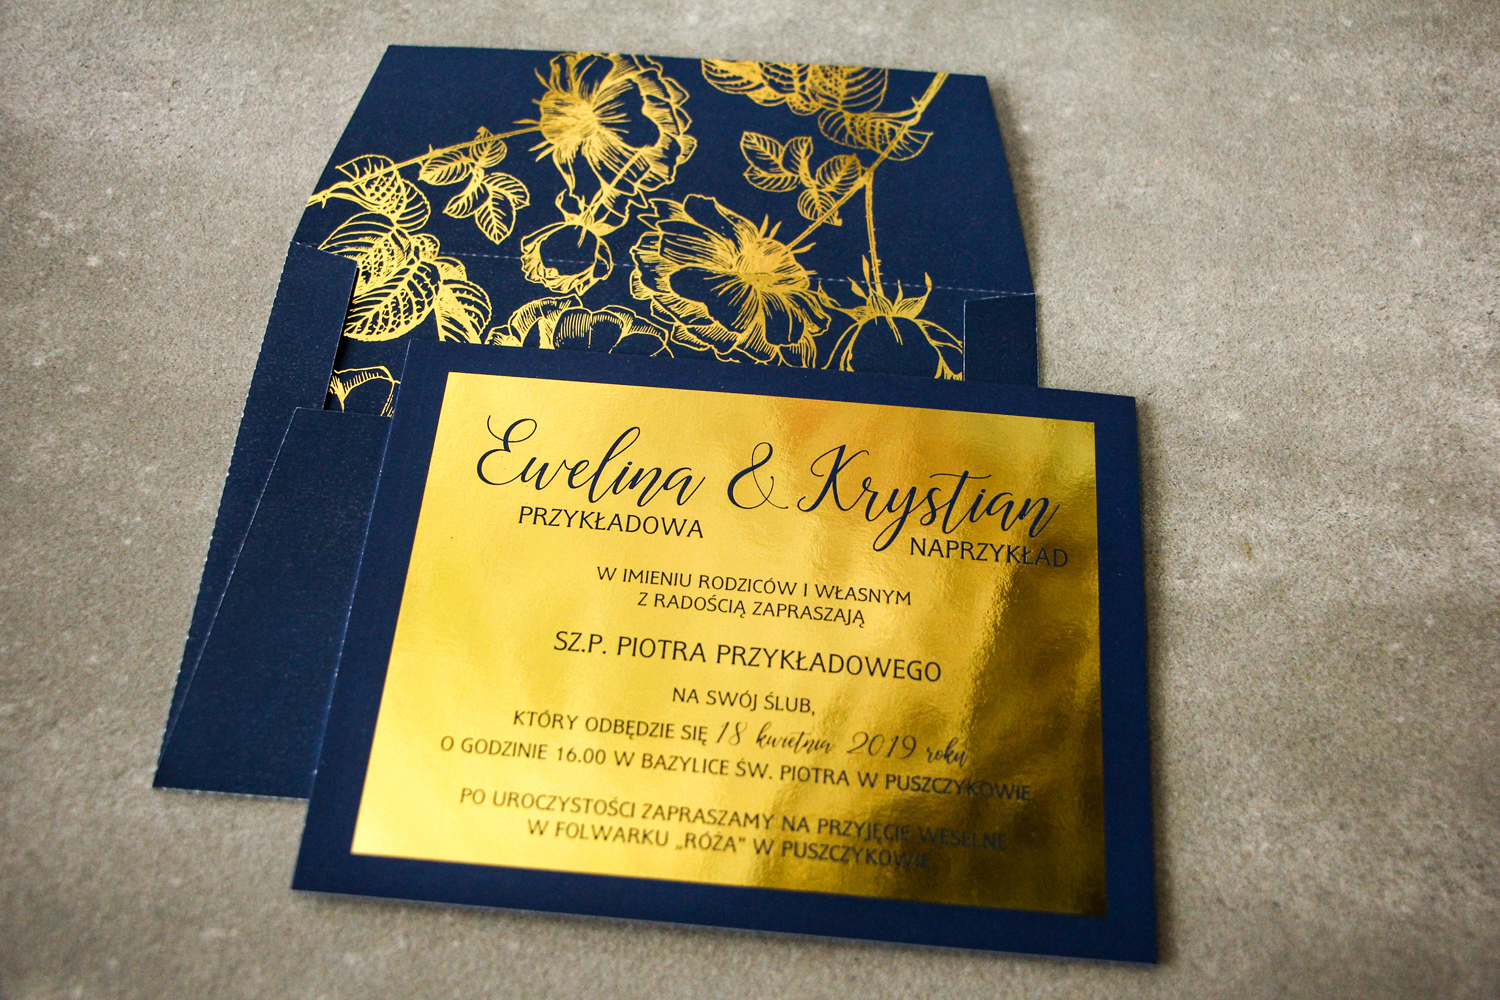 Ewelina & Krystian
PRZYKŁADOWA NAPRZYKŁAD
W IMIENIU RODZICÓW I WŁASNYM
Z RADOŚCIĄ ZAPRASZAJĄ
SZ.P. PIOTRA PRZYKŁADOWEGO
NA SWÓJ ŚLUB,
KTÓRY ODBĘDZIE SIĘ 18 kwietnia 2019 roku
O GODZINIE 16.00 W BAZYLICE ŚW. PIOTRA W PUSZCZYKOWIE.
PO UROCZYSTOŚCI ZAPRASZAMY NA PRZYJĘCIE WESELNE
W FOLWARKU „RÓŻA" W PUSZCZYKOWIE.